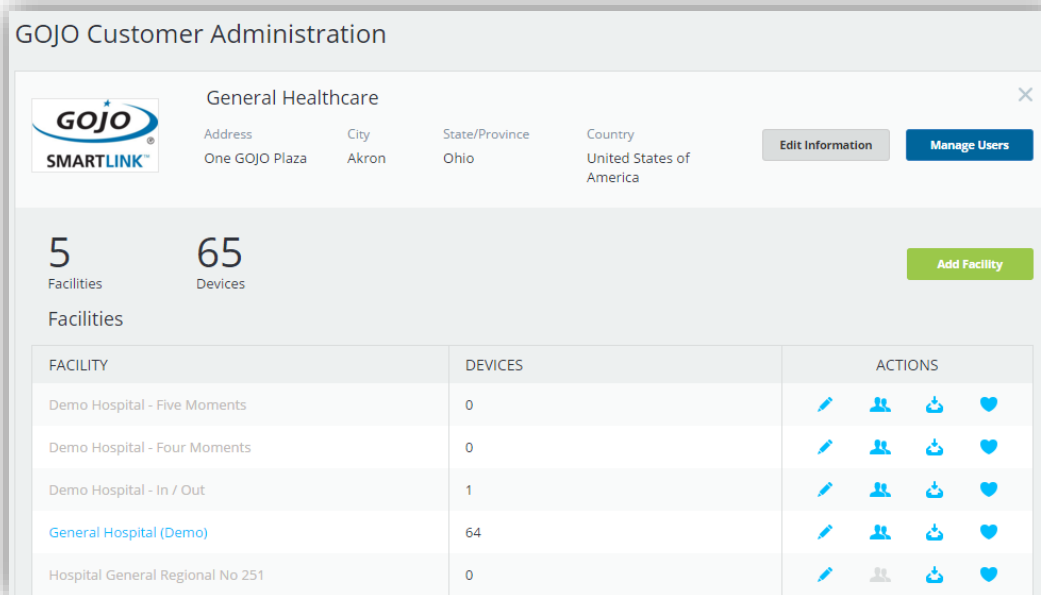 GOJO Customer Administration
GOJO
®
SMARTLINK™
General Healthcare
Address City State/Province Country
One GOJO Plaza Akron Ohio United States of
America
Edit Information Manage Users
5 65
Facilities Devices
Add Facility
Facilities
FACILITY DEVICES ACTIONS
Demo Hospital - Five Moments 0
Demo Hospital - Four Moments 0
Demo Hospital - In / Out 1
General Hospital (Demo) 64
Hospital General Regional No 251 0